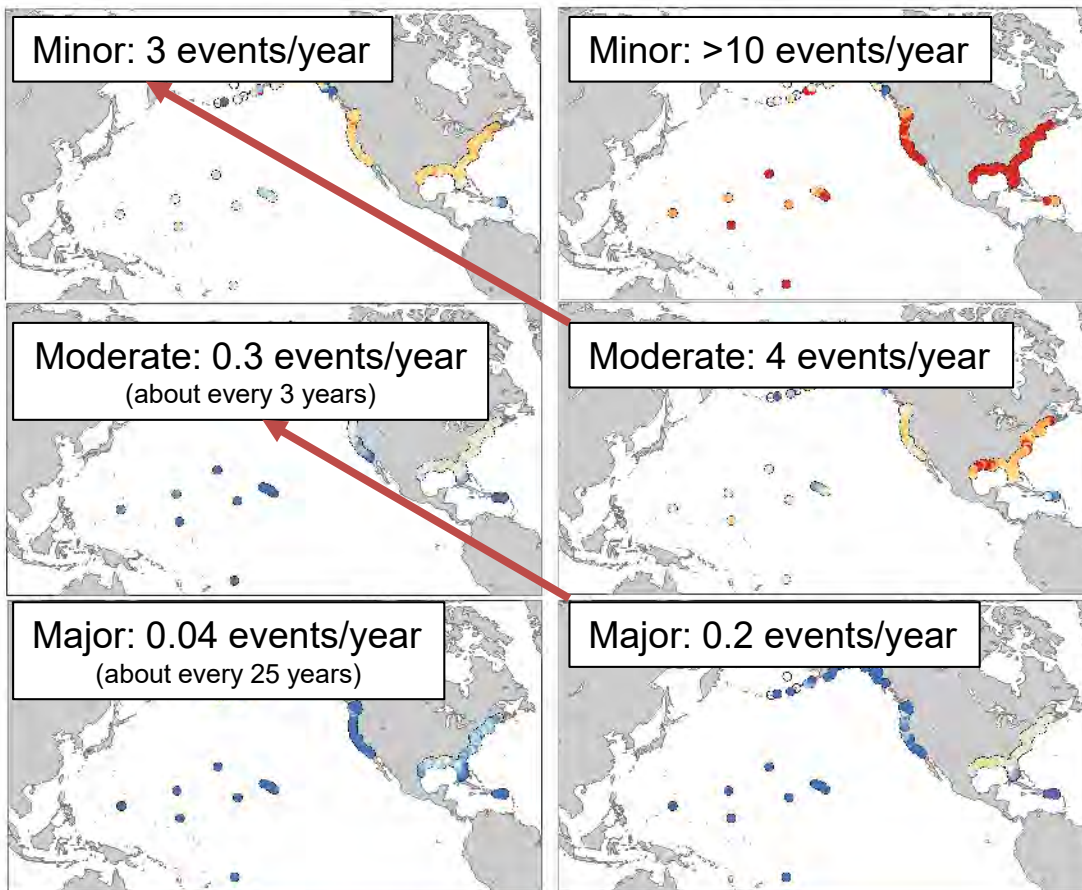 Minor: 3 events/year
Minor: >10 events/year
Moderate: 0.3 events/year
(about every 3 years)
Moderate: 4 events/year
Major: 0.04 events/year
(about every 25 years)
Major: 0.2 events/year